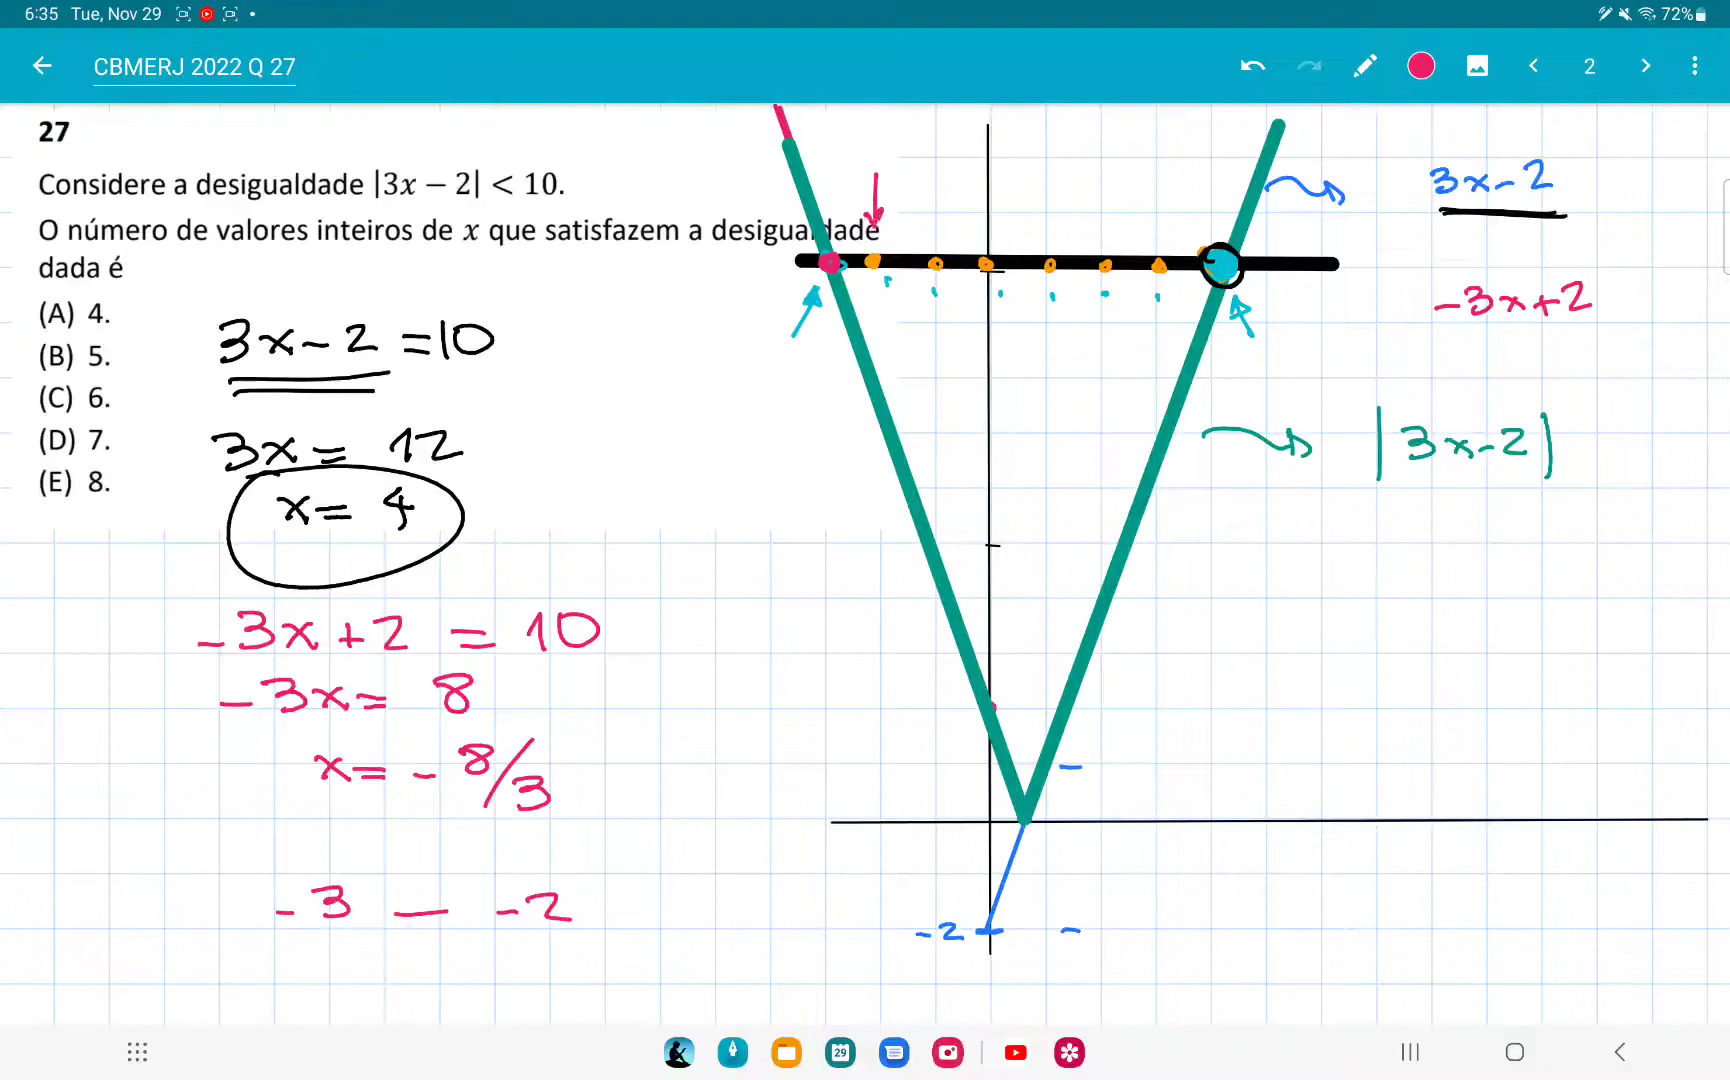 6:35 Tue, Nov 29
72%
CBMERJ 2022 Q 27
2
27
Considere a desigualdade |3x − 2| < 10.
O número de valores inteiros de x que satisfazem a desigualdade
dada é
(A) 4.
(B) 5.
(C) 6.
(D) 7.
(E) 8.
3x-2 =10
3x= 12
x= 4
-3x+2 = 10
-3x= 8
x= - 8/3
-3 — -2
3x-2
-3x+2
|3x-2|
-2
29